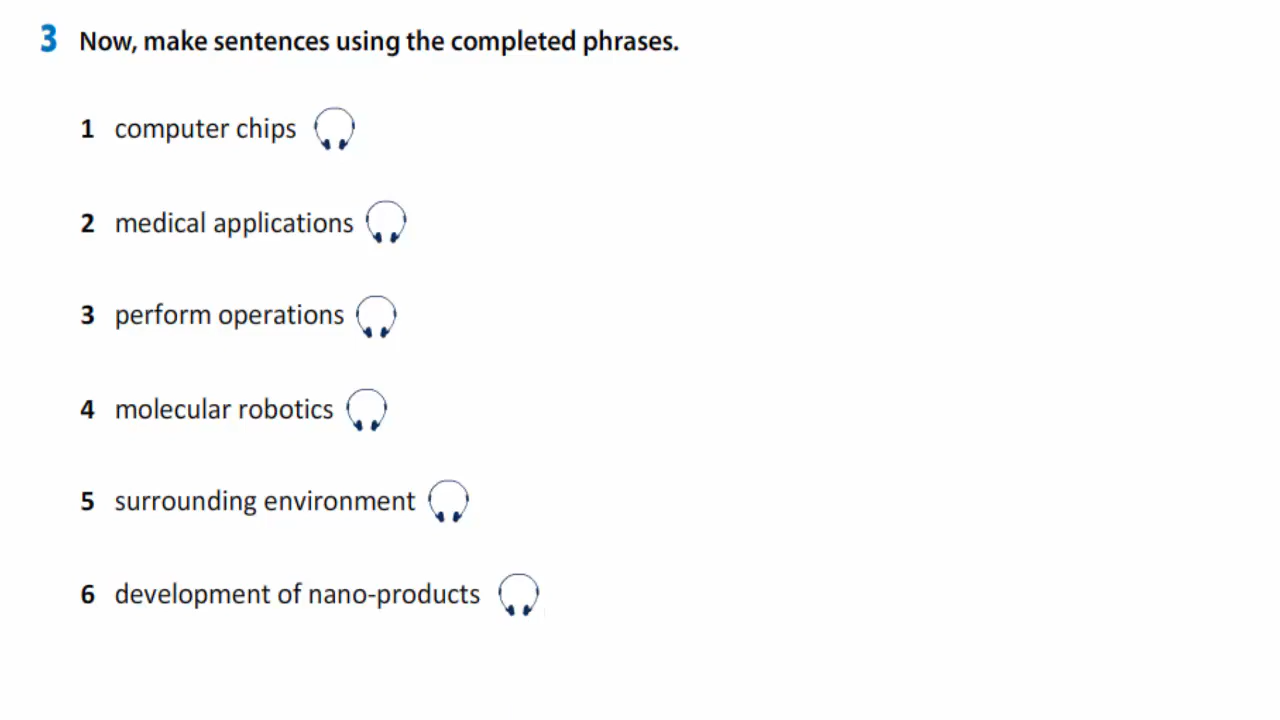 3 Now, make sentences using the completed phrases.
1 computer chips
2 medical applications
3 perform operations
4 molecular robotics
5 surrounding environment
6 development of nano-products